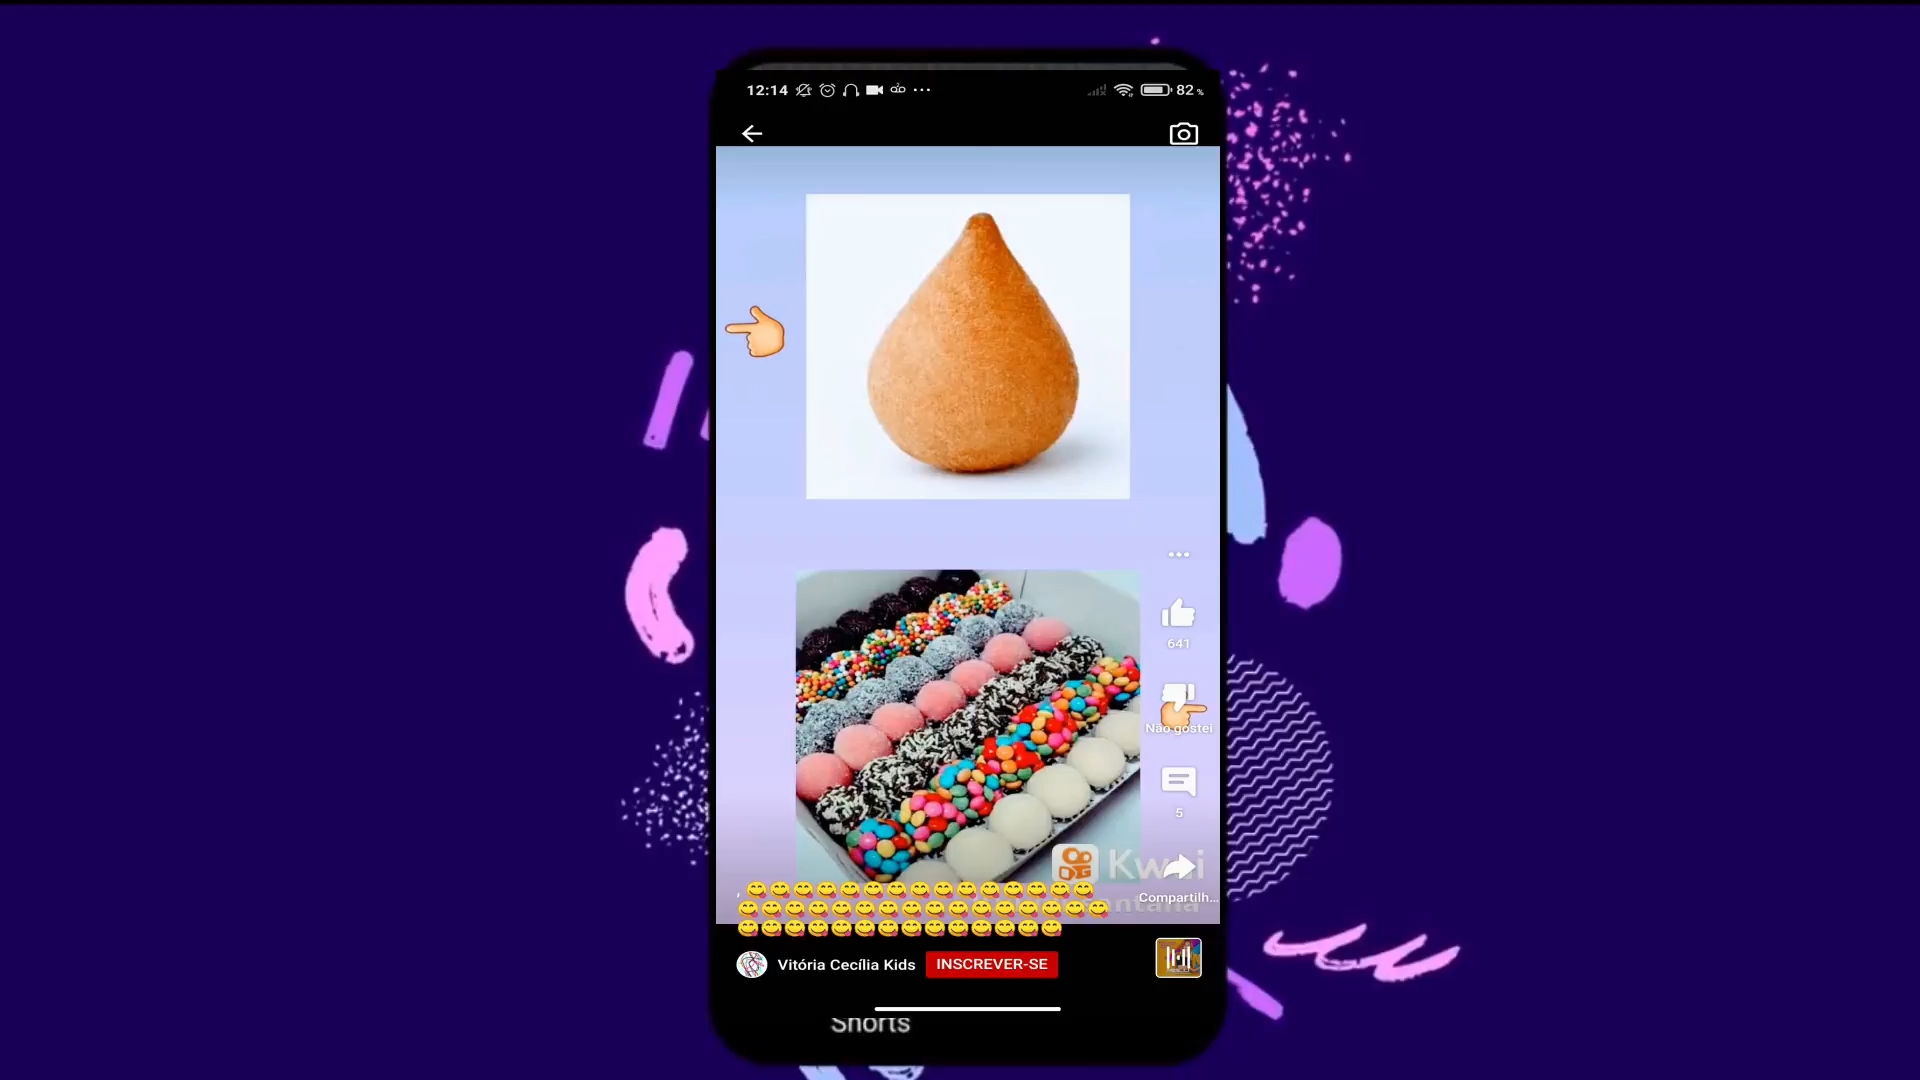 12:14
82 %
641
Não gostei
5
Kwai
Compartilh...
Vitória Cecília Kids
INSCREVER-SE
Shorts